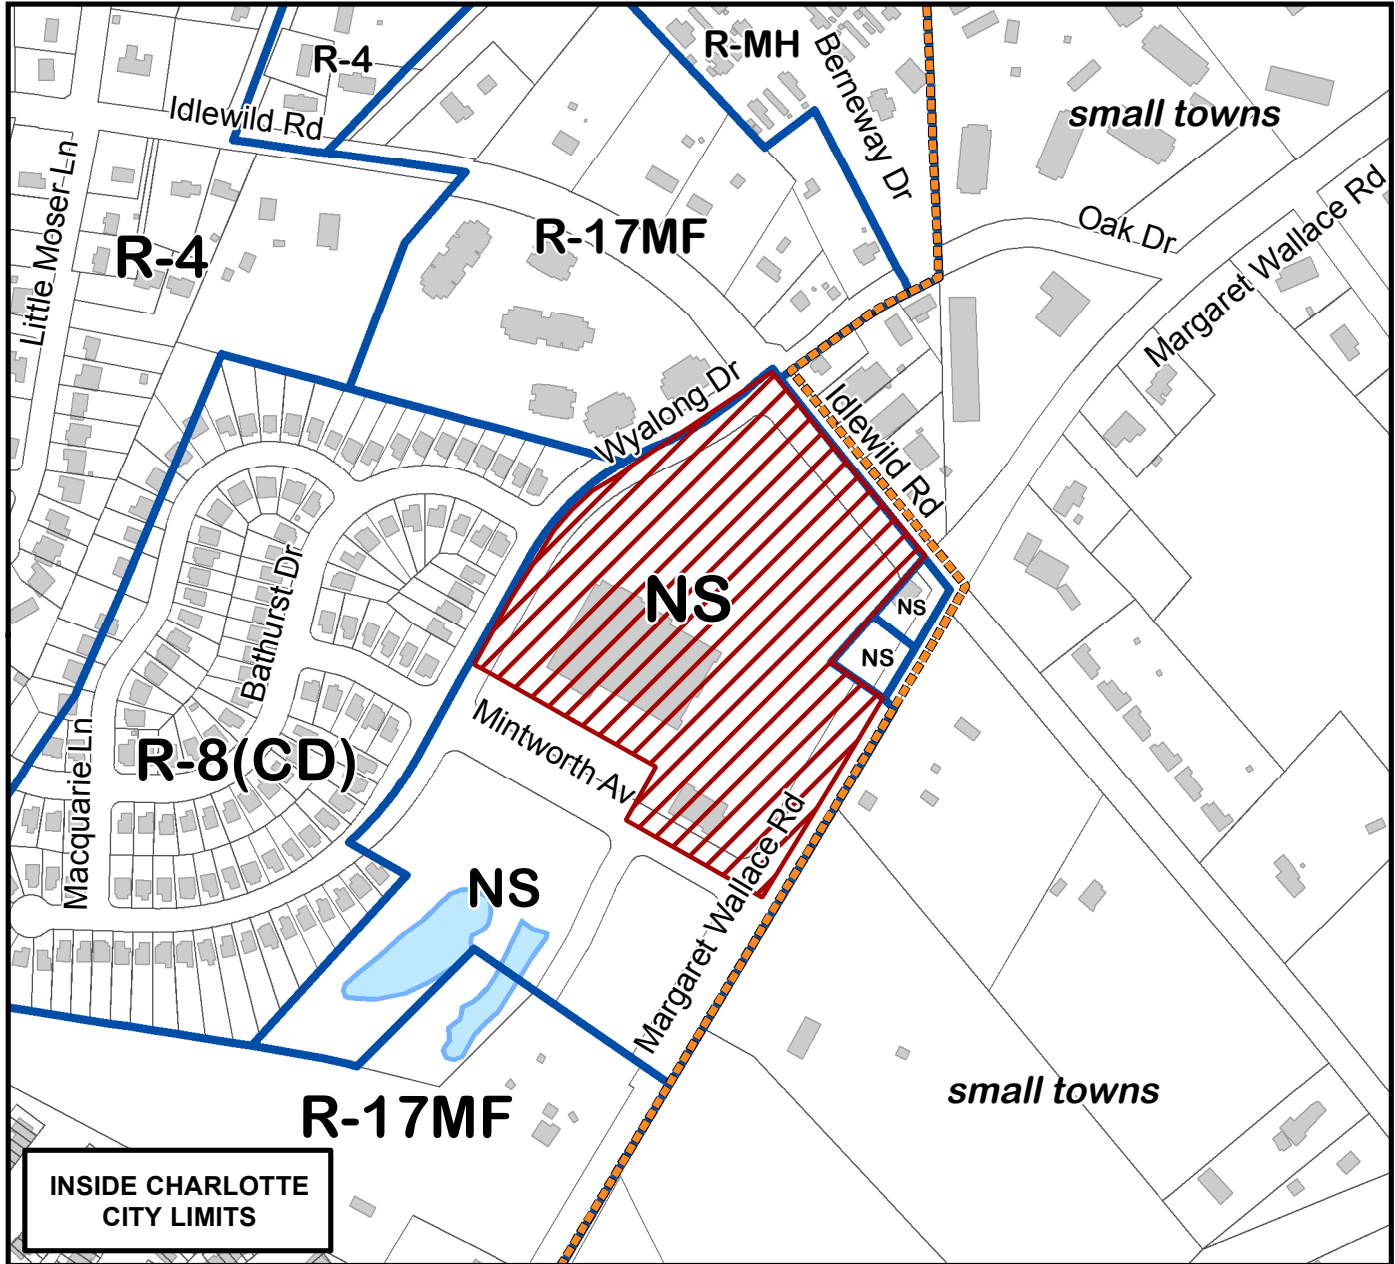 R-4
R-MH
Berneway Dr
small towns
Idlewild Rd
Little Moser Ln
R-4
R-17MF
Oak Dr
Margaret Wallace Rd
Wyalong Dr
Idlewild Rd
Bathurst Dr
NS
NS
NS
Mintworth Av
Macquarie Ln
R-8(CD)
NS
Margaret Wallace Rd
small towns
R-17MF
INSIDE CHARLOTTE
CITY LIMITS